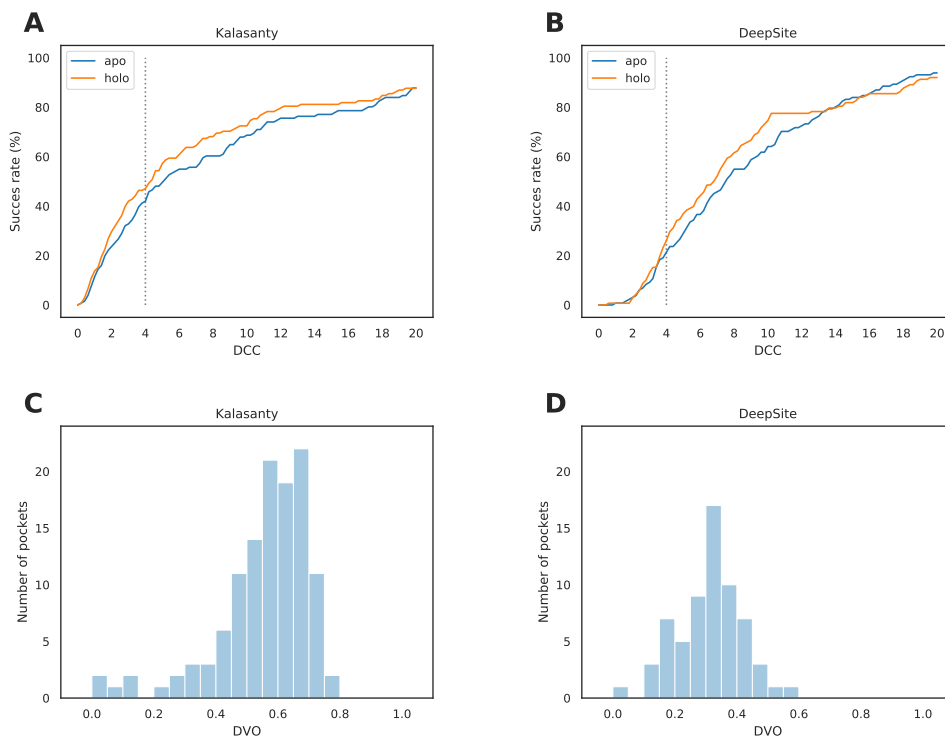 A
Kalasanty
100
80
60
40
20
0
Succes rate (%)
apo
holo
0 2 4 6 8 10 12 14 16 18 20
DCC
B
DeepSite
100
80
60
40
20
0
Succes rate (%)
apo
holo
0 2 4 6 8 10 12 14 16 18 20
DCC
C
Kalasanty
20
15
10
5
0
Number of pockets
0.0 0.2 0.4 0.6 0.8 1.0
DVO
D
DeepSite
20
15
10
5
0
Number of pockets
0.0 0.2 0.4 0.6 0.8 1.0
DVO